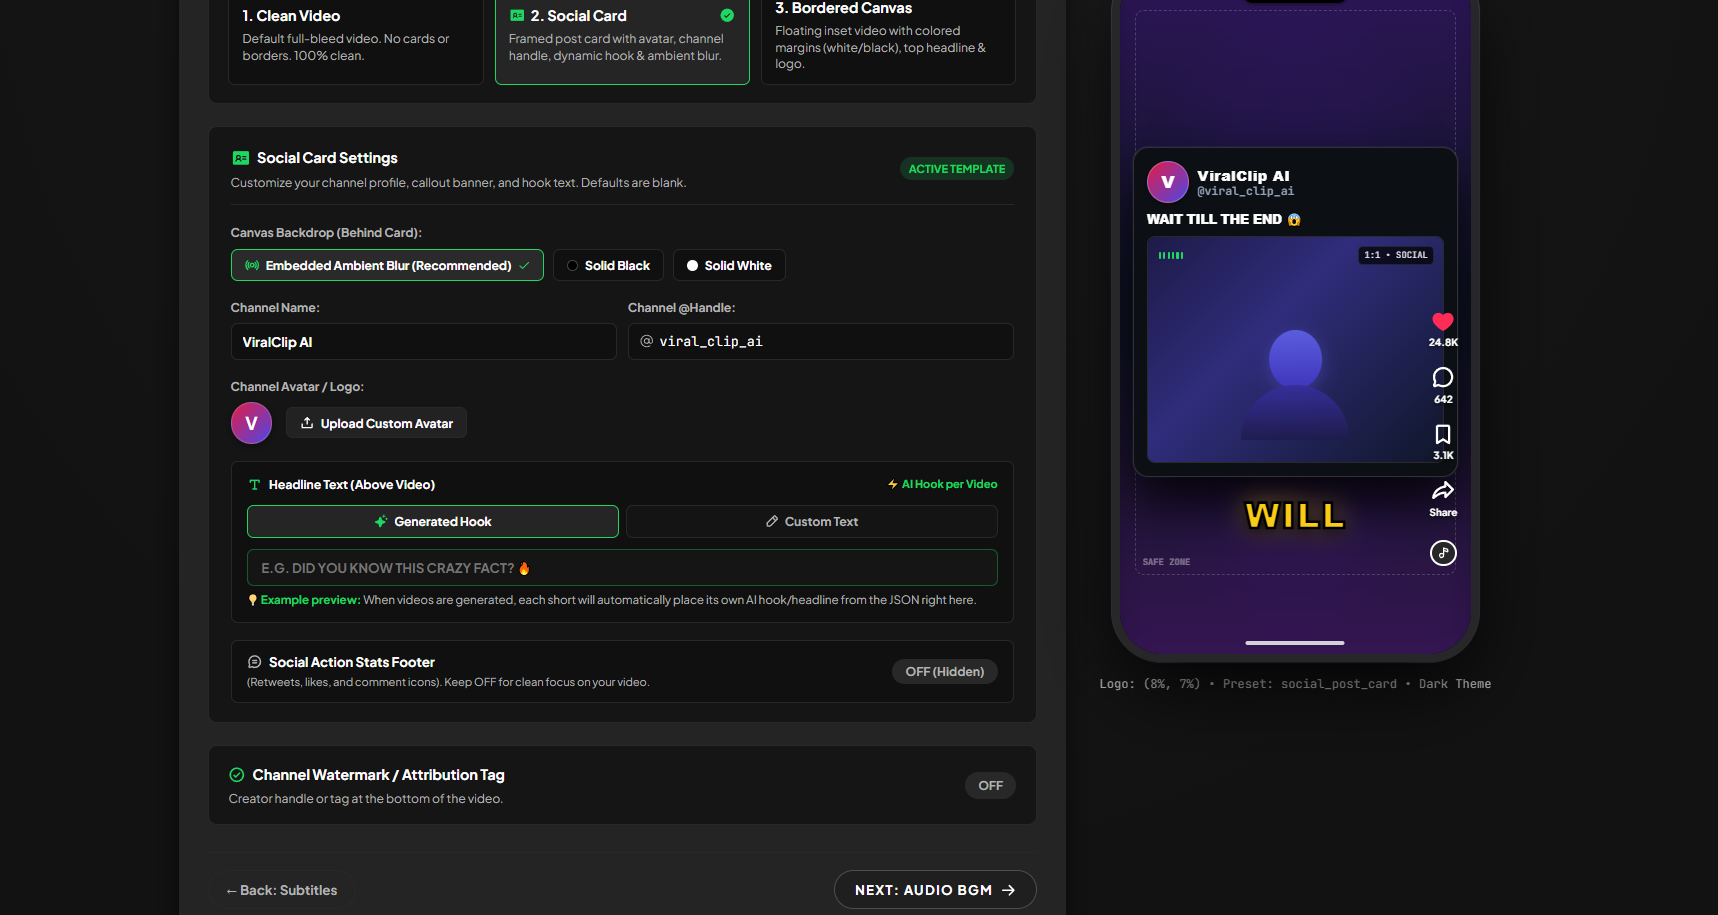 1. Clean Video
Default full-bleed video. No cards or
borders. 100% clean.
2. Social Card
Framed post card with avatar, channel
handle, dynamic hook & ambient blur.
3. Bordered Canvas
Floating inset video with colored
margins (white/black), top headline &
logo.
Social Card Settings
Customize your channel profile, callout banner, and hook text. Defaults are blank.
ACTIVE TEMPLATE
Canvas Backdrop (Behind Card):
Embedded Ambient Blur (Recommended) ✓
Solid Black
Solid White
Channel Name:
ViralClip AI
Channel @Handle:
@ viral_clip_ai
Channel Avatar / Logo:
V
Upload Custom Avatar
Headline Text (Above Video)
⚡ AI Hook per Video
Generated Hook
Custom Text
E.G. DID YOU KNOW THIS CRAZY FACT? 🔥
💡 Example preview: When videos are generated, each short will automatically place its own AI hook/headline from the JSON right here.
Social Action Stats Footer
(Retweets, likes, and comment icons). Keep OFF for clean focus on your video.
OFF (Hidden)
Channel Watermark / Attribution Tag
Creator handle or tag at the bottom of the video.
OFF
← Back: Subtitles
NEXT: AUDIO BGM →
V
ViralClip AI
@viral_clip_ai
WAIT TILL THE END 😱
1:1 • SOCIAL
24.8K
642
3.1K
Share
WILL
SAFE ZONE
Logo: (8%, 7%) • Preset: social_post_card • Dark Theme